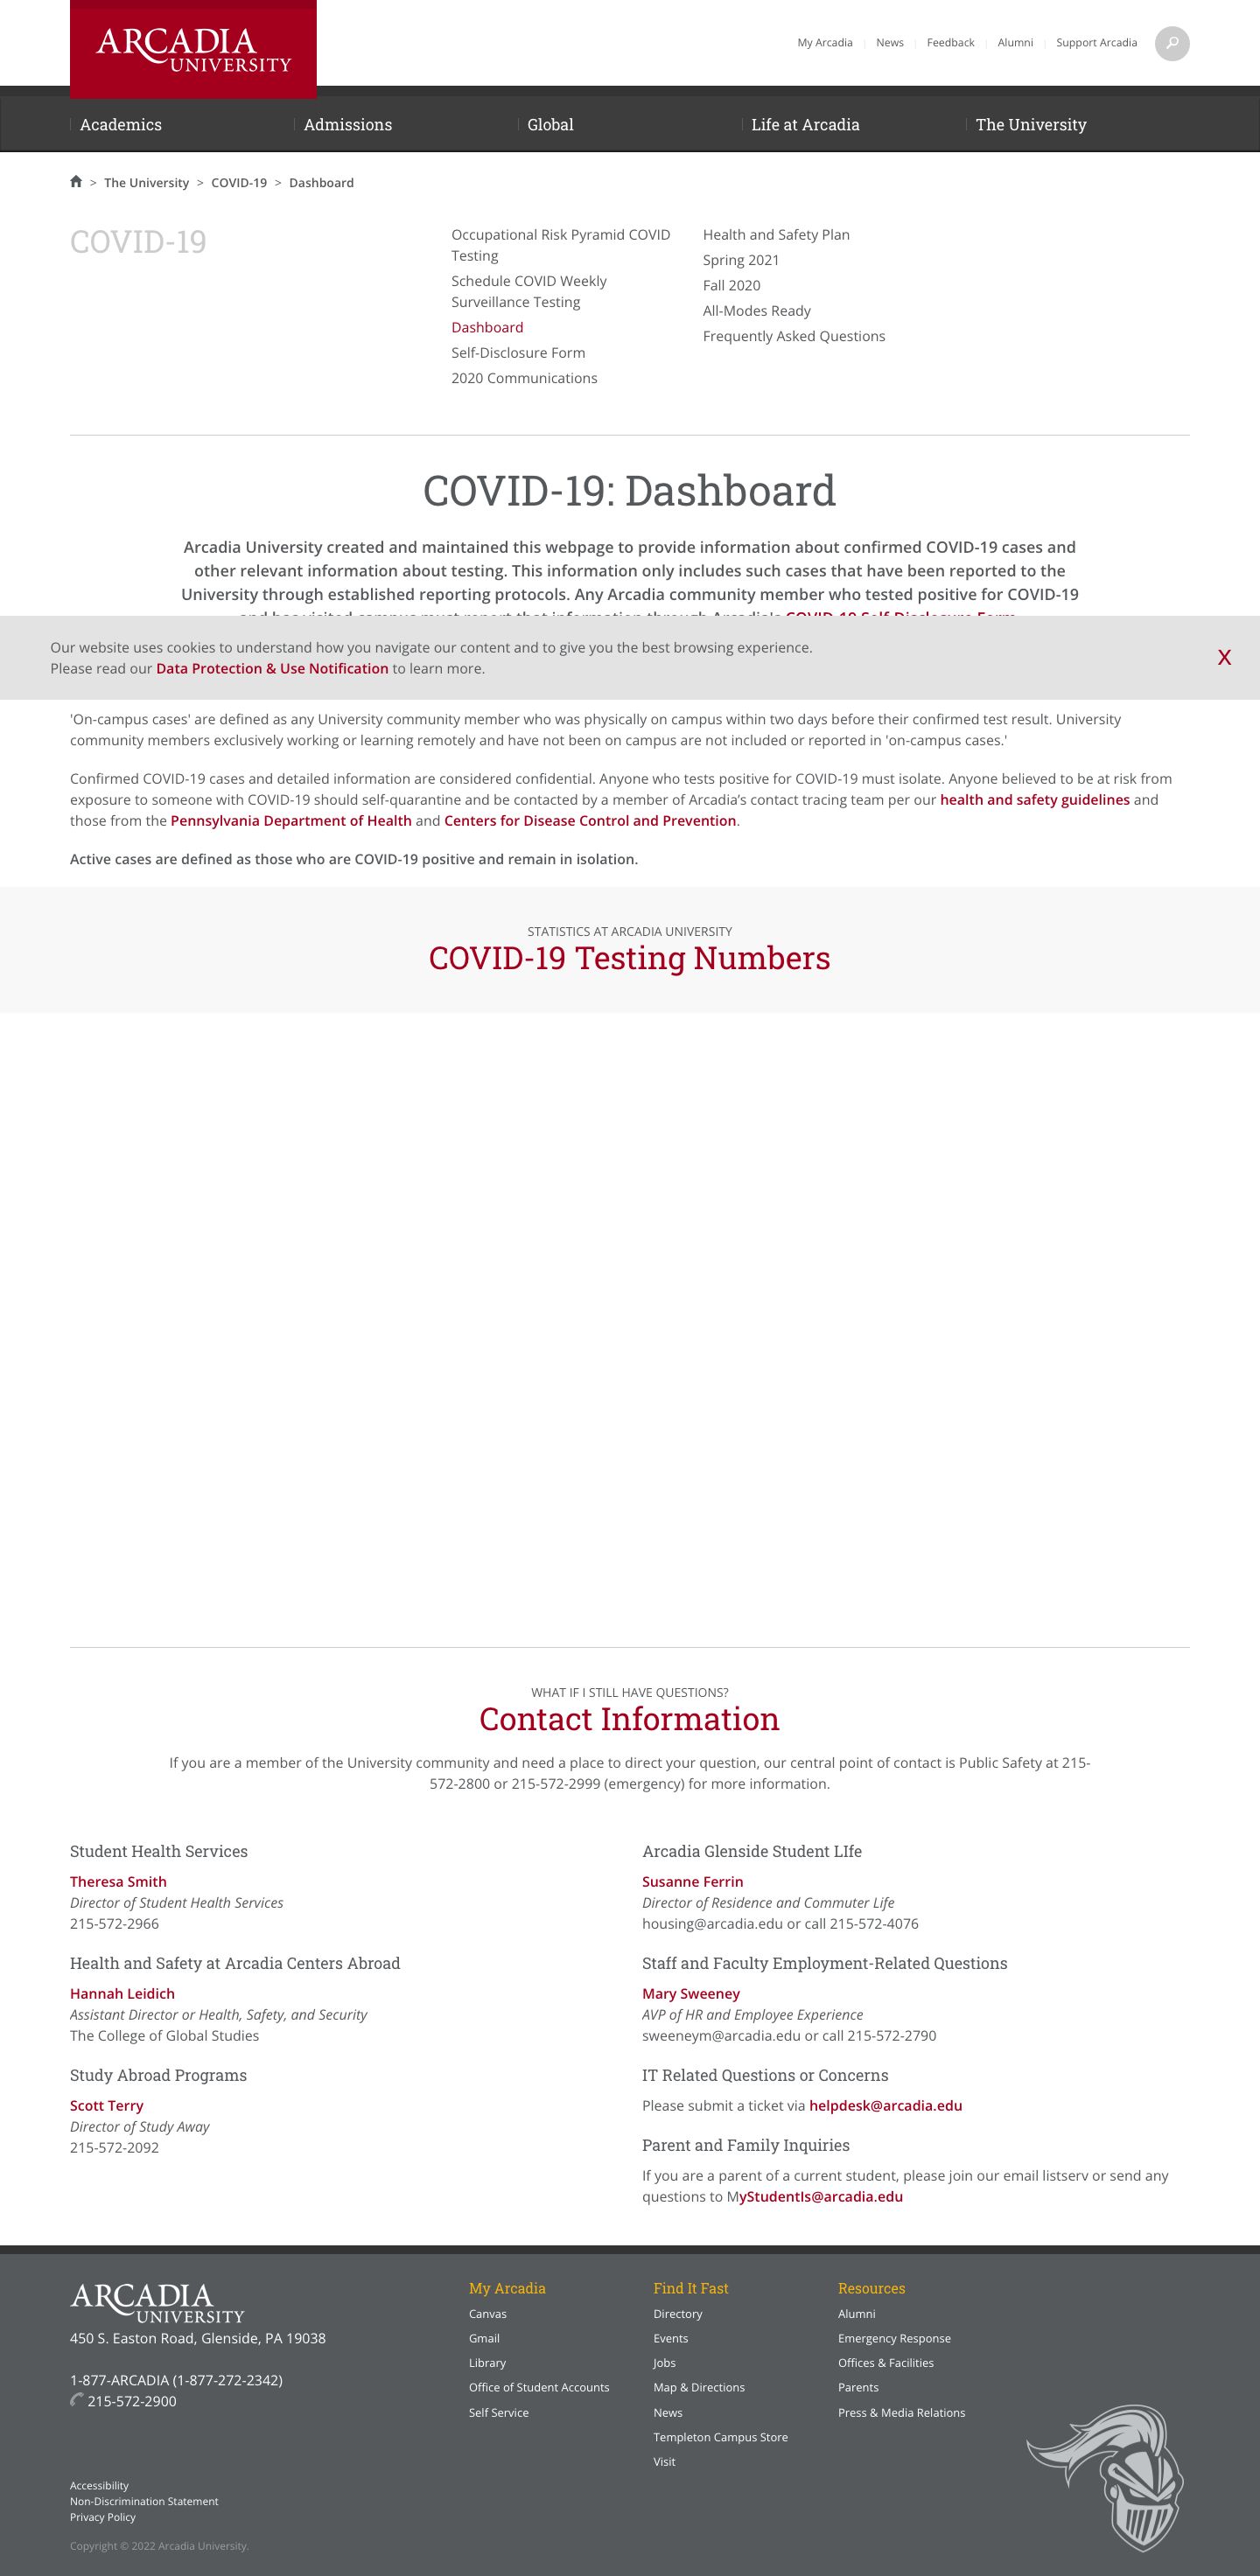 ARCADIA
UNIVERSITY
My Arcadia
News
Feedback
Alumni
Support Arcadia
Academics
Admissions
Global
Life at Arcadia
The University
> The University > COVID-19 > Dashboard
COVID-19
Occupational Risk Pyramid COVID
Testing
Schedule COVID Weekly
Surveillance Testing
Dashboard
Self-Disclosure Form
2020 Communications
Health and Safety Plan
Spring 2021
Fall 2020
All-Modes Ready
Frequently Asked Questions
COVID-19: Dashboard
Arcadia University created and maintained this webpage to provide information about confirmed COVID-19 cases and
other relevant information about testing. This information only includes such cases that have been reported to the
University through established reporting protocols. Any Arcadia community member who tested positive for COVID-19
and has visited campus must report that information through Arcadia's COVID-19 Self-Disclosure Form.
Our website uses cookies to understand how you navigate our content and to give you the best browsing experience.
Please read our Data Protection & Use Notification to learn more.
X
'On-campus cases' are defined as any University community member who was physically on campus within two days before their confirmed test result. University
community members exclusively working or learning remotely and have not been on campus are not included or reported in 'on-campus cases.'
Confirmed COVID-19 cases and detailed information are considered confidential. Anyone who tests positive for COVID-19 must isolate. Anyone believed to be at risk from
exposure to someone with COVID-19 should self-quarantine and be contacted by a member of Arcadia's contact tracing team per our health and safety guidelines and
those from the Pennsylvania Department of Health and Centers for Disease Control and Prevention.
Active cases are defined as those who are COVID-19 positive and remain in isolation.
STATISTICS AT ARCADIA UNIVERSITY
COVID-19 Testing Numbers
WHAT IF I STILL HAVE QUESTIONS?
Contact Information
If you are a member of the University community and need a place to direct your question, our central point of contact is Public Safety at 215-
572-2800 or 215-572-2999 (emergency) for more information.
Student Health Services
Theresa Smith
Director of Student Health Services
215-572-2966
Health and Safety at Arcadia Centers Abroad
Hannah Leidich
Assistant Director or Health, Safety, and Security
The College of Global Studies
Study Abroad Programs
Scott Terry
Director of Study Away
215-572-2092
Arcadia Glenside Student LIfe
Susanne Ferrin
Director of Residence and Commuter Life
housing@arcadia.edu or call 215-572-4076
Staff and Faculty Employment-Related Questions
Mary Sweeney
AVP of HR and Employee Experience
sweeneym@arcadia.edu or call 215-572-2790
IT Related Questions or Concerns
Please submit a ticket via helpdesk@arcadia.edu
Parent and Family Inquiries
If you are a parent of a current student, please join our email listserv or send any
questions to MyStudentIs@arcadia.edu
ARCADIA
UNIVERSITY
450 S. Easton Road, Glenside, PA 19038
1-877-ARCADIA (1-877-272-2342)
215-572-2900
My Arcadia
Canvas
Gmail
Library
Office of Student Accounts
Self Service
Find It Fast
Directory
Events
Jobs
Map & Directions
News
Templeton Campus Store
Visit
Resources
Alumni
Emergency Response
Offices & Facilities
Parents
Press & Media Relations
Accessibility
Non-Discrimination Statement
Privacy Policy
Copyright © 2022 Arcadia University.